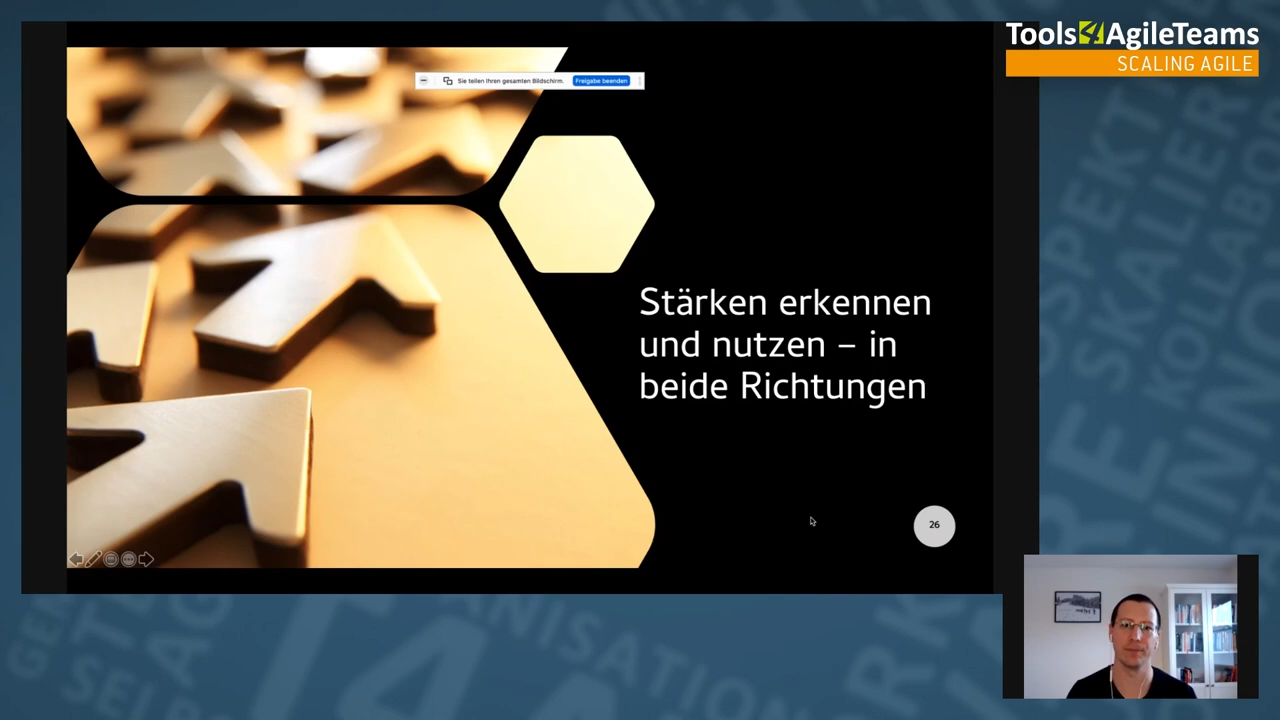 Tools4AgileTeams
SCALING AGILE
Sie teilen Ihren gesamten Bildschirm.
Freigabe beenden
Stärken erkennen
und nutzen – in
beide Richtungen
26